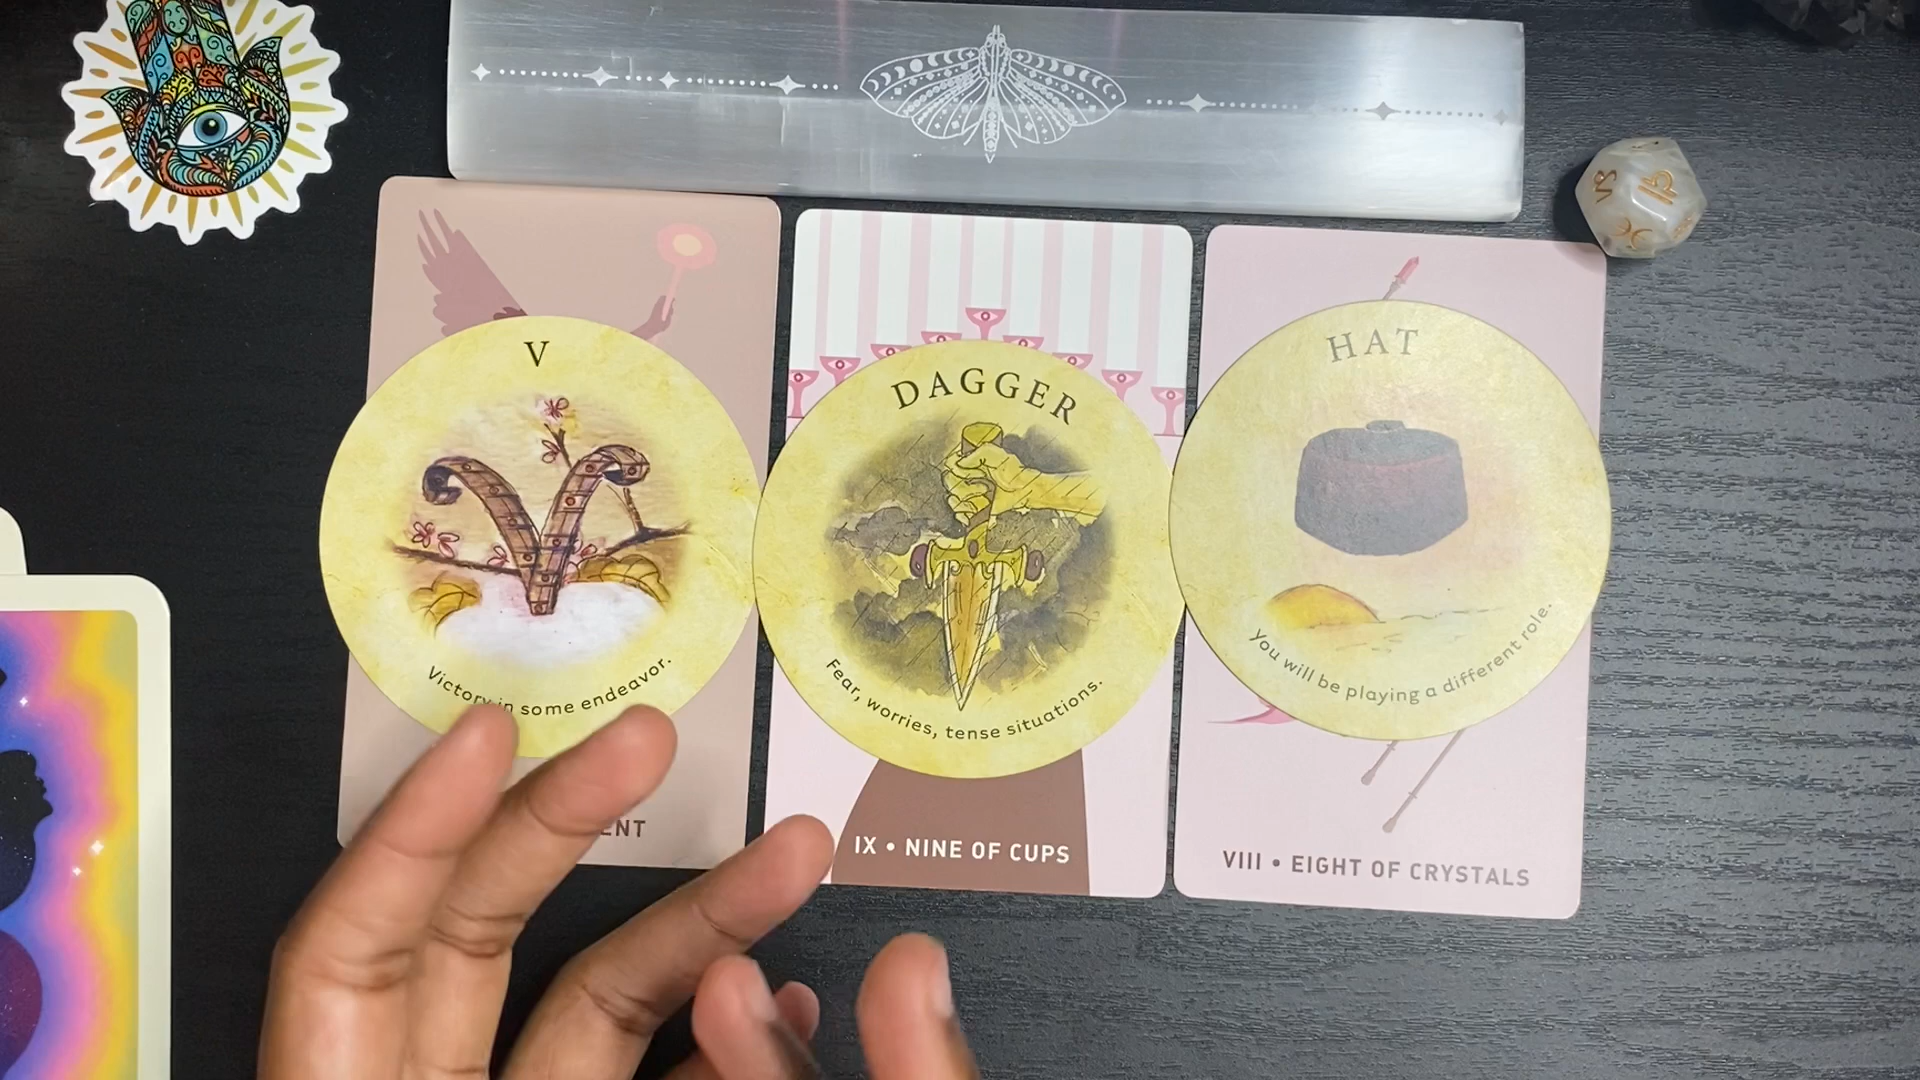 V
Victory in some endeavor.
DAGGER
Fear, worries, tense situations.
HAT
You will be playing a different role.
IX • NINE OF CUPS
VIII • EIGHT OF CRYSTALS